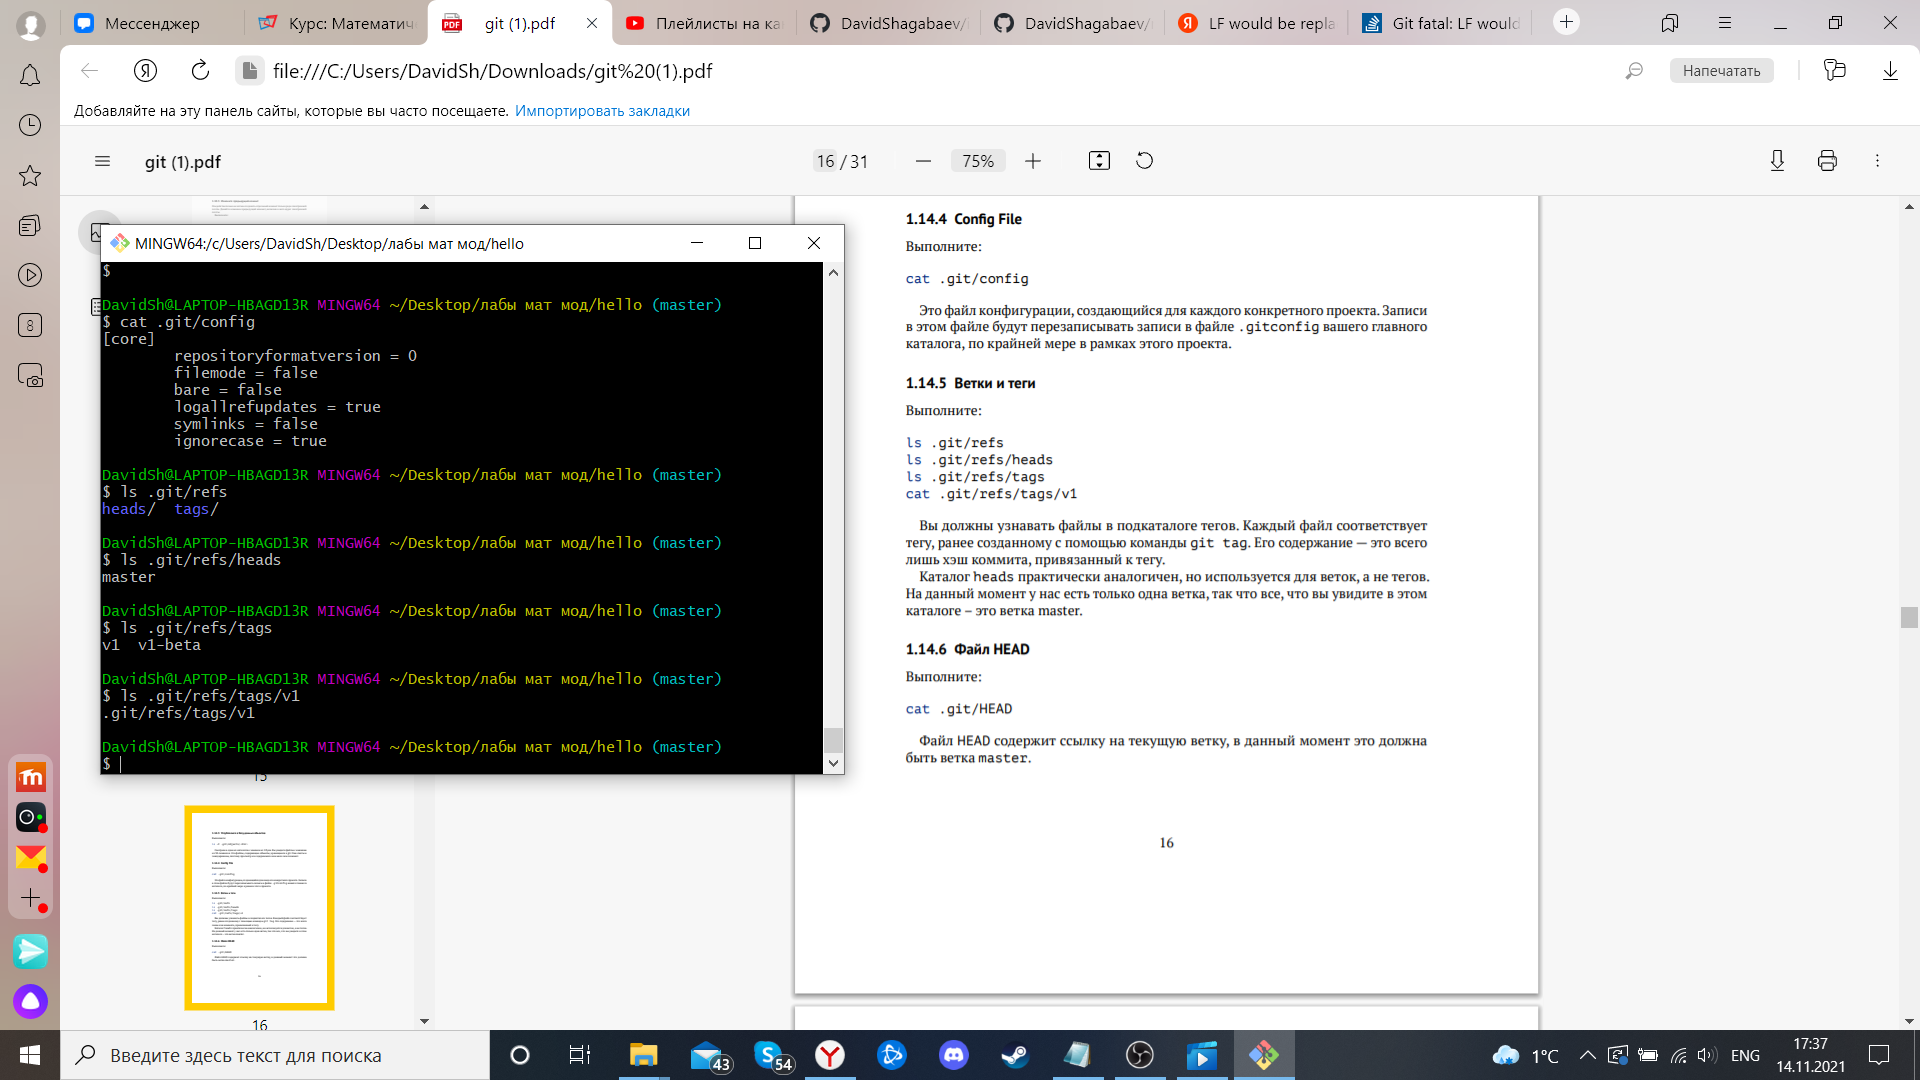 Мессенджер
Курс: Математич
git (1).pdf
Плейлисты на ка
DavidShagabaev/
DavidShagabaev/
LF would be repla
Git fatal: LF would
file:///C:/Users/DavidSh/Downloads/git%20(1).pdf
Напечатать
Добавляйте на эту панель сайты, которые вы часто посещаете. Импортировать закладки
git (1).pdf
16 / 31
75%
8
MINGW64:/c/Users/DavidSh/Desktop/лабы мат мод/hello
$
DavidSh@LAPTOP-HBAGD13R MINGW64 ~/Desktop/лабы мат мод/hello (master)
$ cat .git/config
[core]
repositoryformatversion = 0
filemode = false
bare = false
logallrefupdates = true
symlinks = false
ignorecase = true
DavidSh@LAPTOP-HBAGD13R MINGW64 ~/Desktop/лабы мат мод/hello (master)
$ ls .git/refs
heads/ tags/
DavidSh@LAPTOP-HBAGD13R MINGW64 ~/Desktop/лабы мат мод/hello (master)
$ ls .git/refs/heads
master
DavidSh@LAPTOP-HBAGD13R MINGW64 ~/Desktop/лабы мат мод/hello (master)
$ ls .git/refs/tags
v1 v1-beta
DavidSh@LAPTOP-HBAGD13R MINGW64 ~/Desktop/лабы мат мод/hello (master)
$ ls .git/refs/tags/v1
.git/refs/tags/v1
DavidSh@LAPTOP-HBAGD13R MINGW64 ~/Desktop/лабы мат мод/hello (master)
$
15
16
1.14.4 Config File
Выполните:
cat .git/config
Это файл конфигурации, создающийся для каждого конкретного проекта. Записи
в этом файле будут перезаписывать записи в файле .gitconfig вашего главного
каталога, по крайней мере в рамках этого проекта.
1.14.5 Ветки и теги
Выполните:
ls .git/refs
ls .git/refs/heads
ls .git/refs/tags
cat .git/refs/tags/v1
Вы должны узнавать файлы в подкаталоге тегов. Каждый файл соответствует
тегу, ранее созданному с помощью команды git tag. Его содержание — это всего
лишь хэш коммита, привязанный к тегу.
Каталог heads практически аналогичен, но используется для веток, а не тегов.
На данный момент у нас есть только одна ветка, так что все, что вы увидите в этом
каталоге – это ветка master.
1.14.6 Файл HEAD
Выполните:
cat .git/HEAD
Файл HEAD содержит ссылку на текущую ветку, в данный момент это должна
быть ветка master.
16
Введите здесь текст для поиска
43
54
1°C
ENG
17:37
14.11.2021